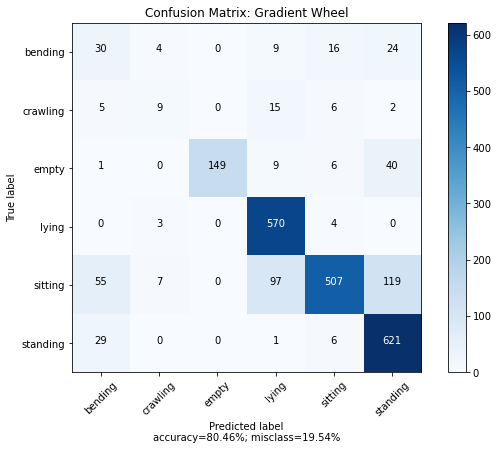 Confusion Matrix: Gradient Wheel
True label
bending 30 4 0 9 16 24
crawling 5 9 0 15 6 2
empty 1 0 149 9 6 40
lying 0 3 0 570 4 0
sitting 55 7 0 97 507 119
standing 29 0 0 1 6 621
bending crawling empty lying sitting standing
Predicted label
accuracy=80.46%; misclass=19.54%
600
500
400
300
200
100
0